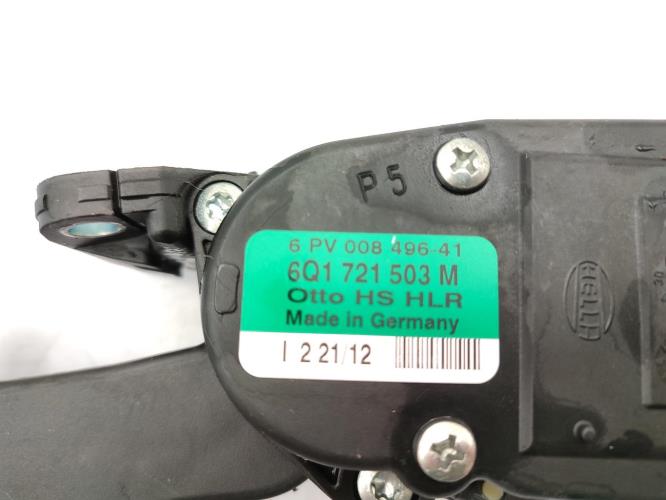 P5
6 PV 008 496-41
6Q1 721 503 M
Otto HS HLR
Made in Germany
I 2 21/12
HELLA
30